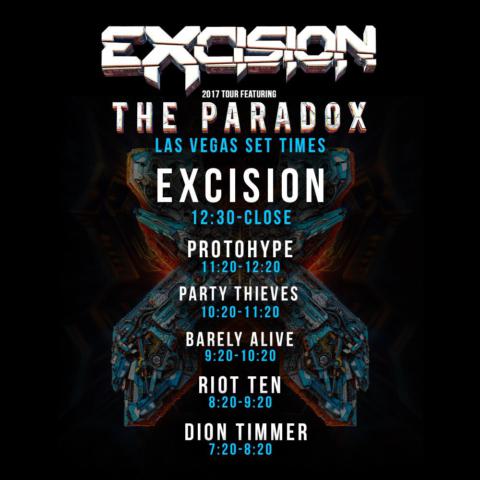 EXCISION
2017 TOUR FEATURING
THE PARADOX
LAS VEGAS SET TIMES
EXCISION
12:30-CLOSE
PROTOHYPE
11:20-12:20
PARTY THIEVES
10:20-11:20
BARELY ALIVE
9:20-10:20
RIOT TEN
8:20-9:20
DION TIMMER
7:20-8:20